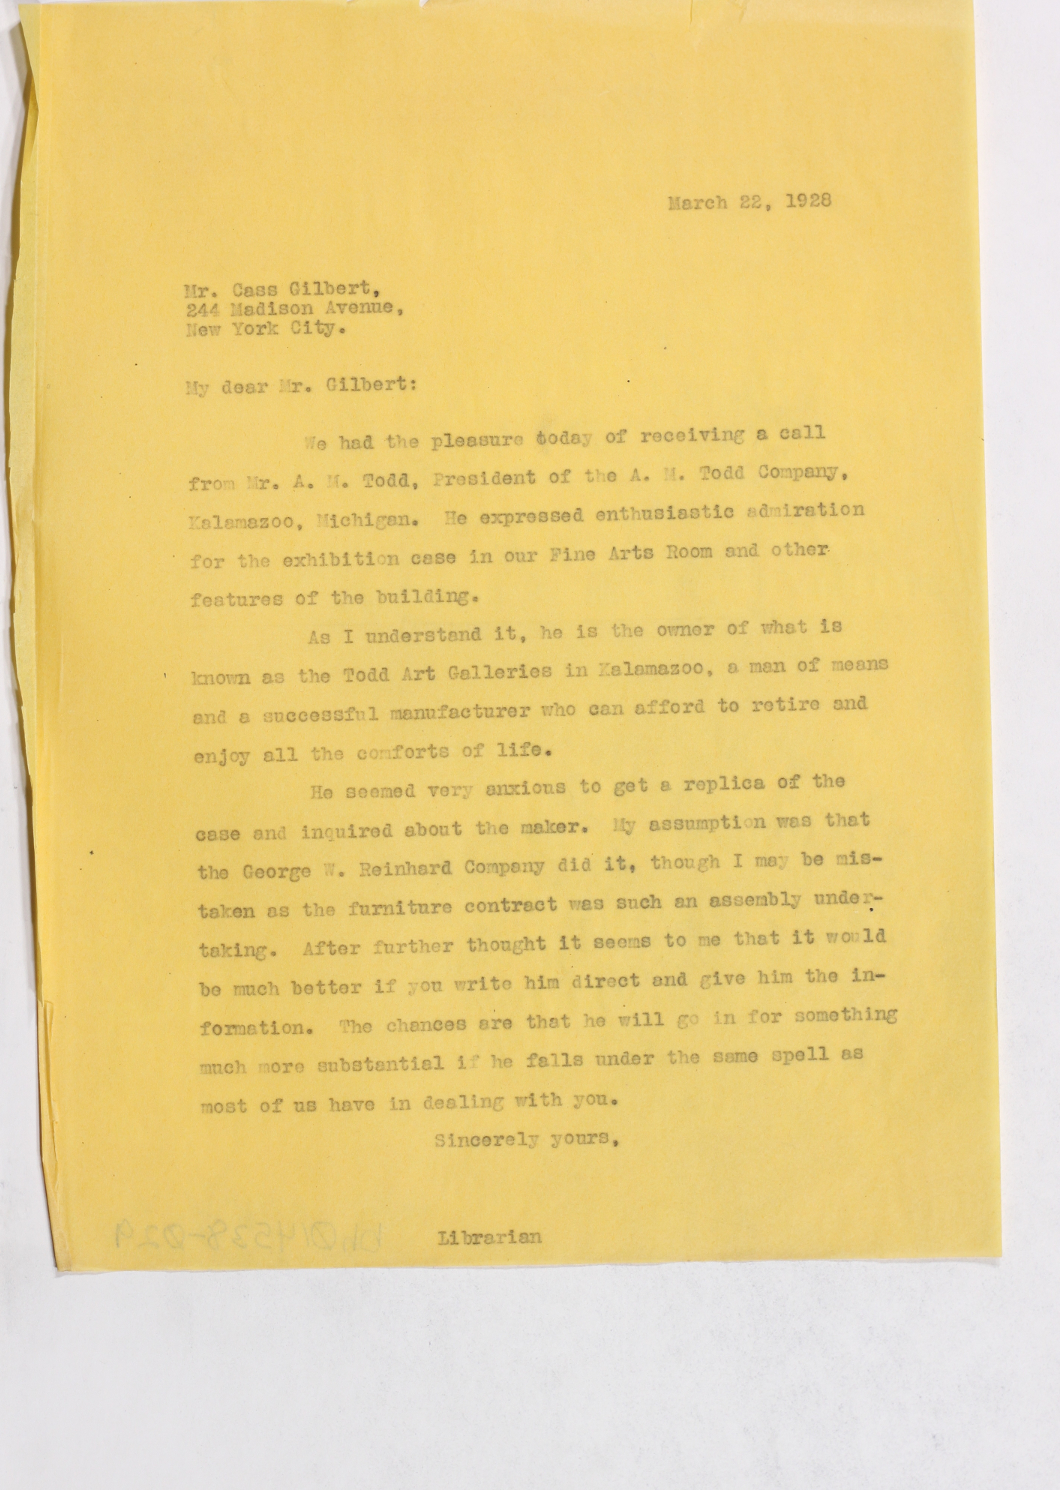 March 22, 1928
Mr. Cass Gilbert,
244 Madison Avenue,
New York City.
My dear Mr. Gilbert:
We had the pleasure today of receiving a call
from Mr. A. M. Todd, President of the A. M. Todd Company,
Kalamazoo, Michigan. He expressed enthusiastic admiration
for the exhibition case in our Fine Arts Room and other
features of the building.
As I understand it, he is the owner of what is
known as the Todd Art Galleries in Kalamazoo, a man of means
and a successful manufacturer who can afford to retire and
enjoy all the comforts of life.
He seemed very anxious to get a replica of the
case and inquired about the maker. My assumption was that
the George W. Reinhard Company did it, though I may be mis-
taken as the furniture contract was such an assembly under-
taking. After further thought it seems to me that it would
be much better if you write him direct and give him the in-
formation. The chances are that he will go in for something
much more substantial if he falls under the same spell as
most of us have in dealing with you.
Sincerely yours,
Librarian